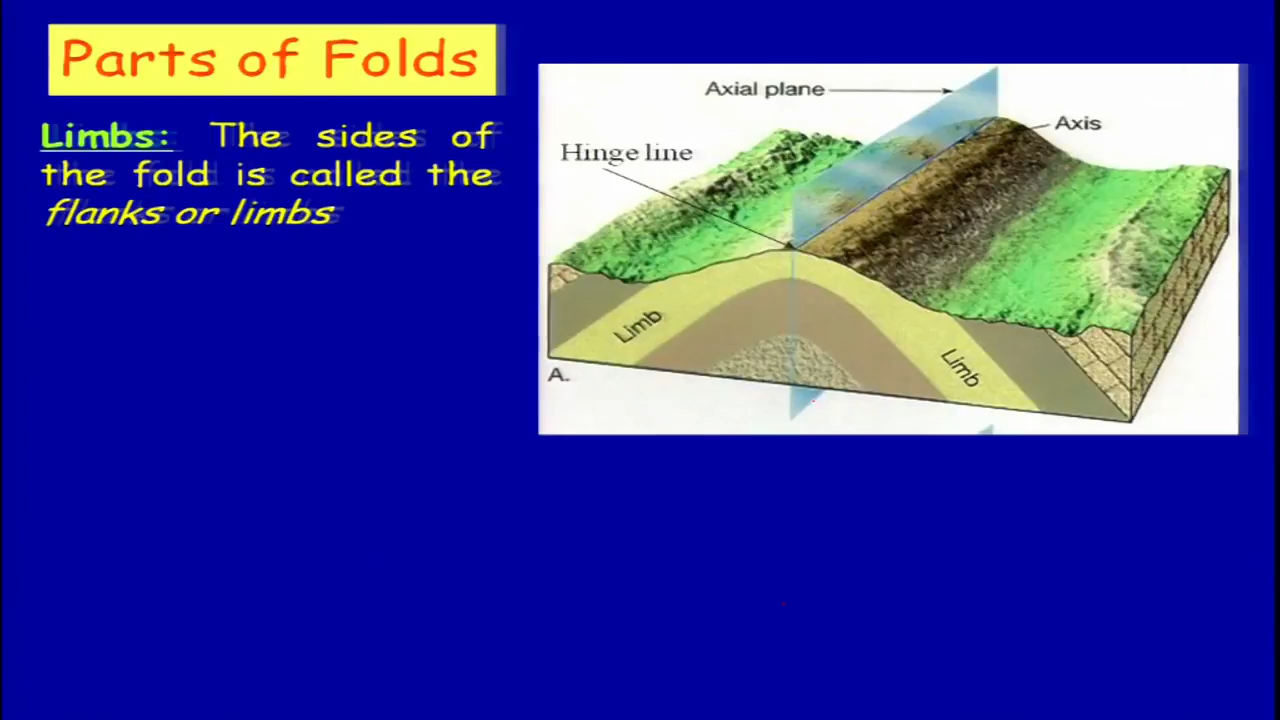 Parts of Folds
Limbs: The sides of
the fold is called the
flanks or limbs
Axial plane
Axis
Hinge line
Limb
Limb
A.